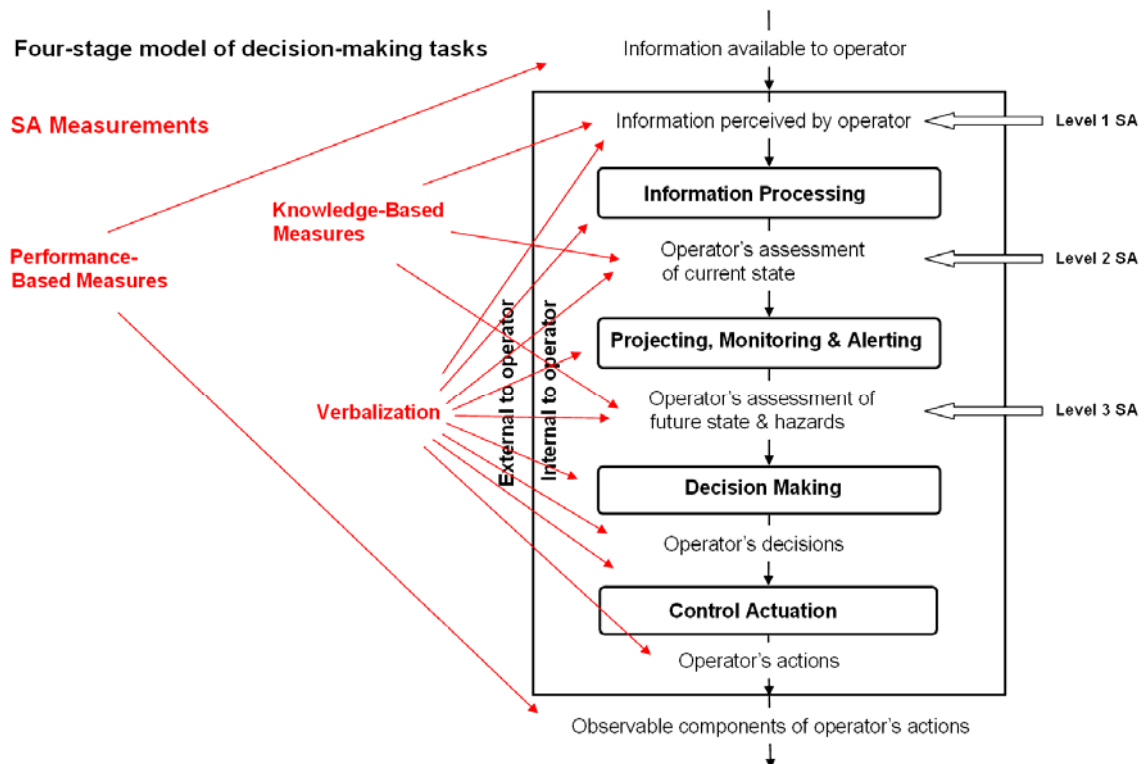 Four-stage model of decision-making tasks
Information available to operator
SA Measurements
Information perceived by operator
Level 1 SA
Information Processing
Knowledge-Based
Measures
Performance-
Based Measures
Operator's assessment
of current state
Level 2 SA
External to operator
Internal to operator
Projecting, Monitoring & Alerting
Verbalization
Operator's assessment of
future state & hazards
Level 3 SA
Decision Making
Operator's decisions
Control Actuation
Operator's actions
Observable components of operator's actions